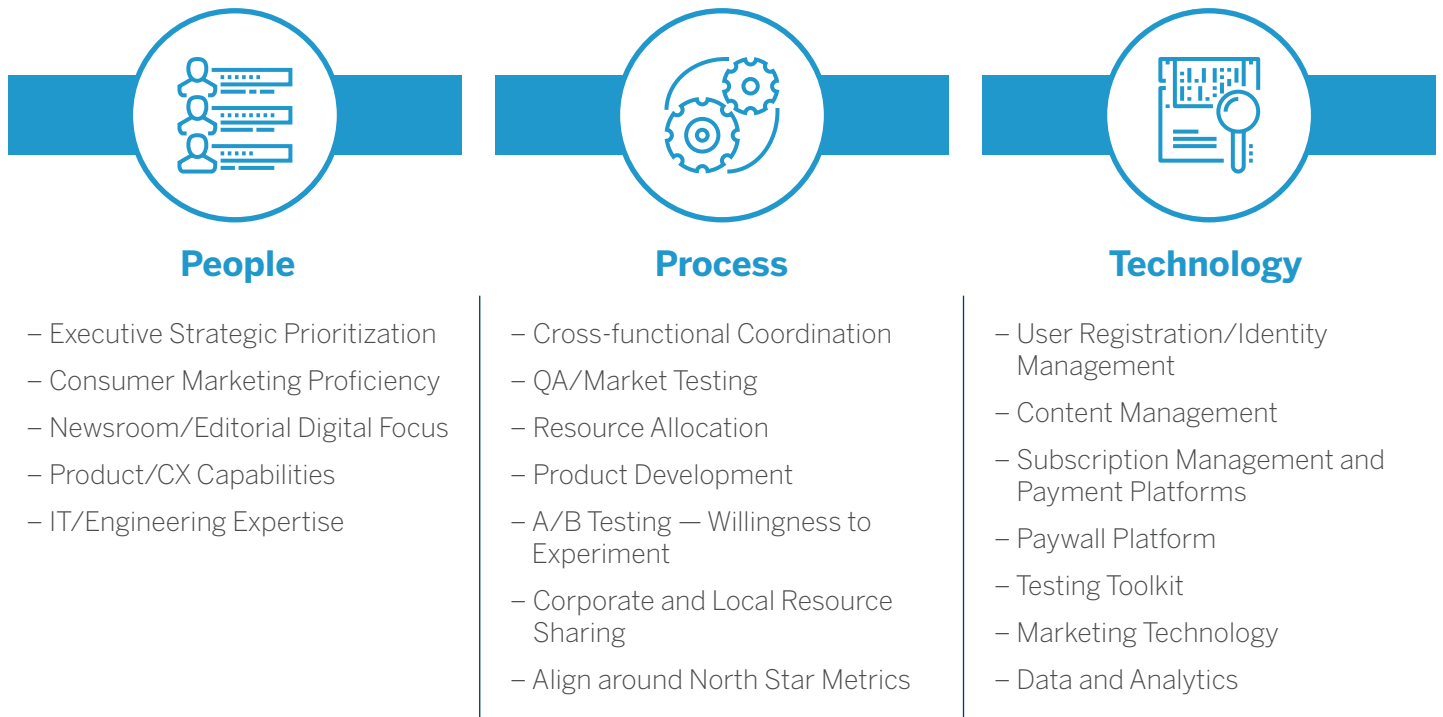 People
– Executive Strategic Prioritization
– Consumer Marketing Proficiency
– Newsroom/Editorial Digital Focus
– Product/CX Capabilities
– IT/Engineering Expertise
Process
– Cross-functional Coordination
– QA/Market Testing
– Resource Allocation
– Product Development
– A/B Testing — Willingness to
Experiment
– Corporate and Local Resource
Sharing
– Align around North Star Metrics
Technology
– User Registration/Identity
Management
– Content Management
– Subscription Management and
Payment Platforms
– Paywall Platform
– Testing Toolkit
– Marketing Technology
– Data and Analytics